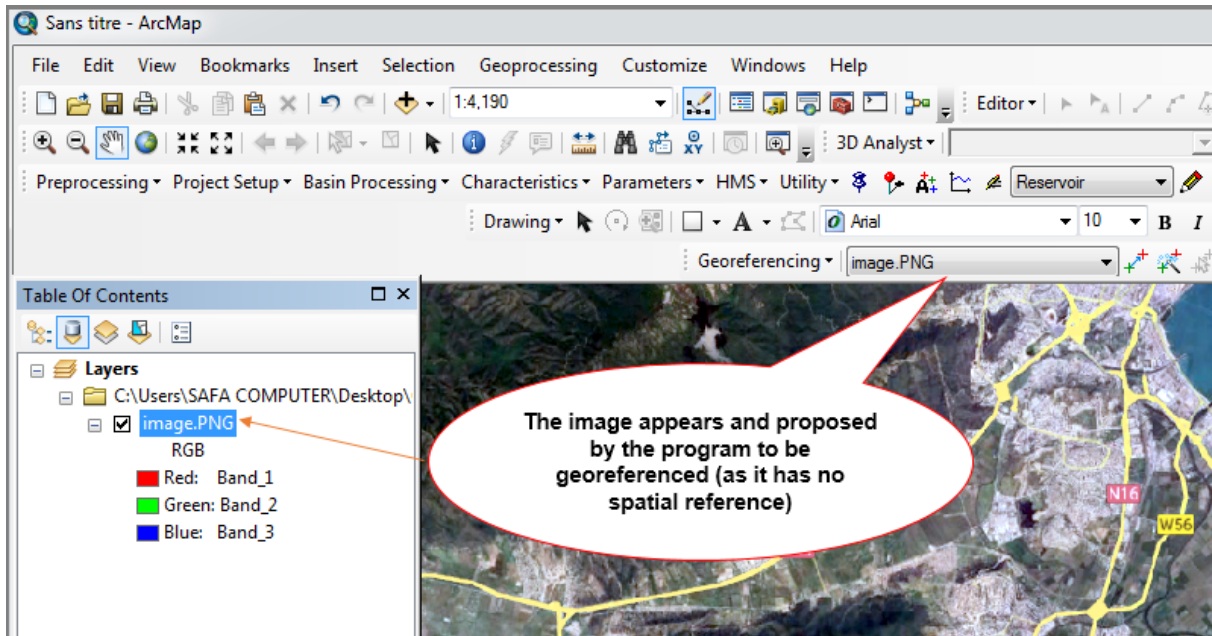 Sans titre - ArcMap
File Edit View Bookmarks Insert Selection Geoprocessing Customize Windows Help
1:4,190 Editor
3D Analyst
Preprocessing Project Setup Basin Processing Characteristics Parameters HMS Utility Reservoir
Drawing A Arial 10 B I
Georeferencing image.PNG
Table Of Contents
Layers
C:\Users\SAFA COMPUTER\Desktop\
image.PNG
RGB
Red: Band_1
Green: Band_2
Blue: Band_3
The image appears and proposed
by the program to be
georeferenced (as it has no
spatial reference)
N16
W56